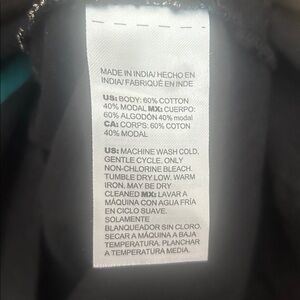 MADE IN INDIA/ HECHO EN
INDIA/ FABRIQUÉ EN INDE
US: BODY: 60% COTTON
40% MODAL MX: CUERPO:
60% ALGODÓN 40% modal
CA: CORPS: 60% COTON
40% MODAL
US: MACHINE WASH COLD,
GENTLE CYCLE. ONLY
NON-CHLORINE BLEACH.
TUMBLE DRY LOW. WARM
IRON, MAY BE DRY
CLEANED MX: LAVAR A
MÁQUINA CON AGUA FRÍA
EN CICLO SUAVE.
SOLAMENTE
BLANQUEADOR SIN CLORO.
SECAR A MÁQUINA A BAJA
TEMPERATURA. PLANCHAR
A TEMPERATURA MEDIA.